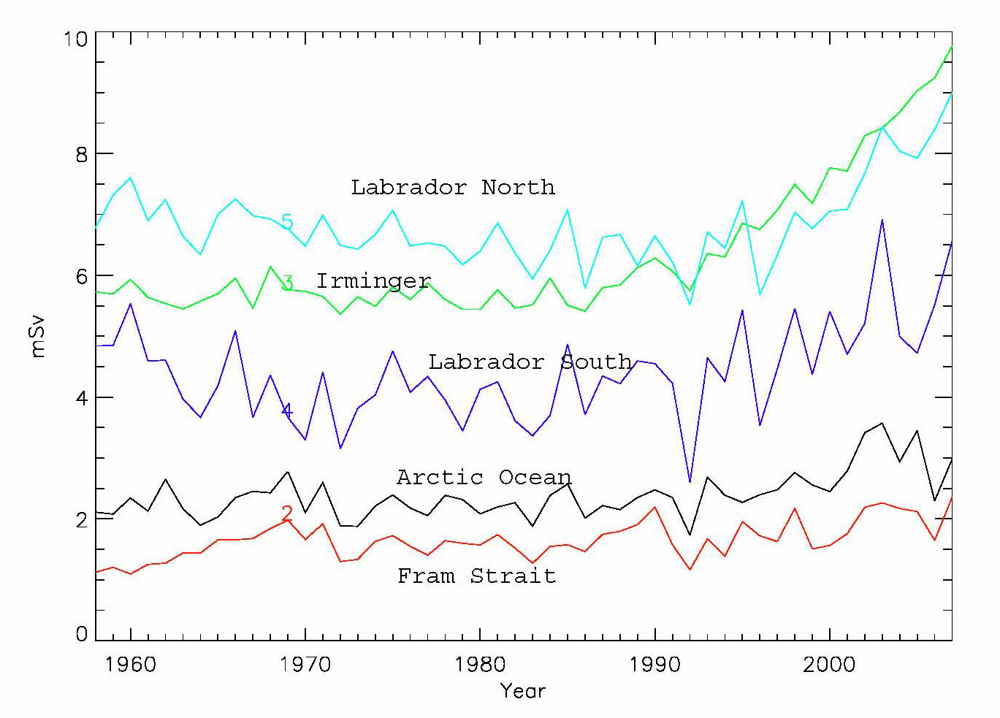 10
8
6
4
2
0
mSv
Labrador North
5
3
Irminger
Labrador South
4
Arctic Ocean
2
Fram Strait
1960 1970 1980 1990 2000
Year